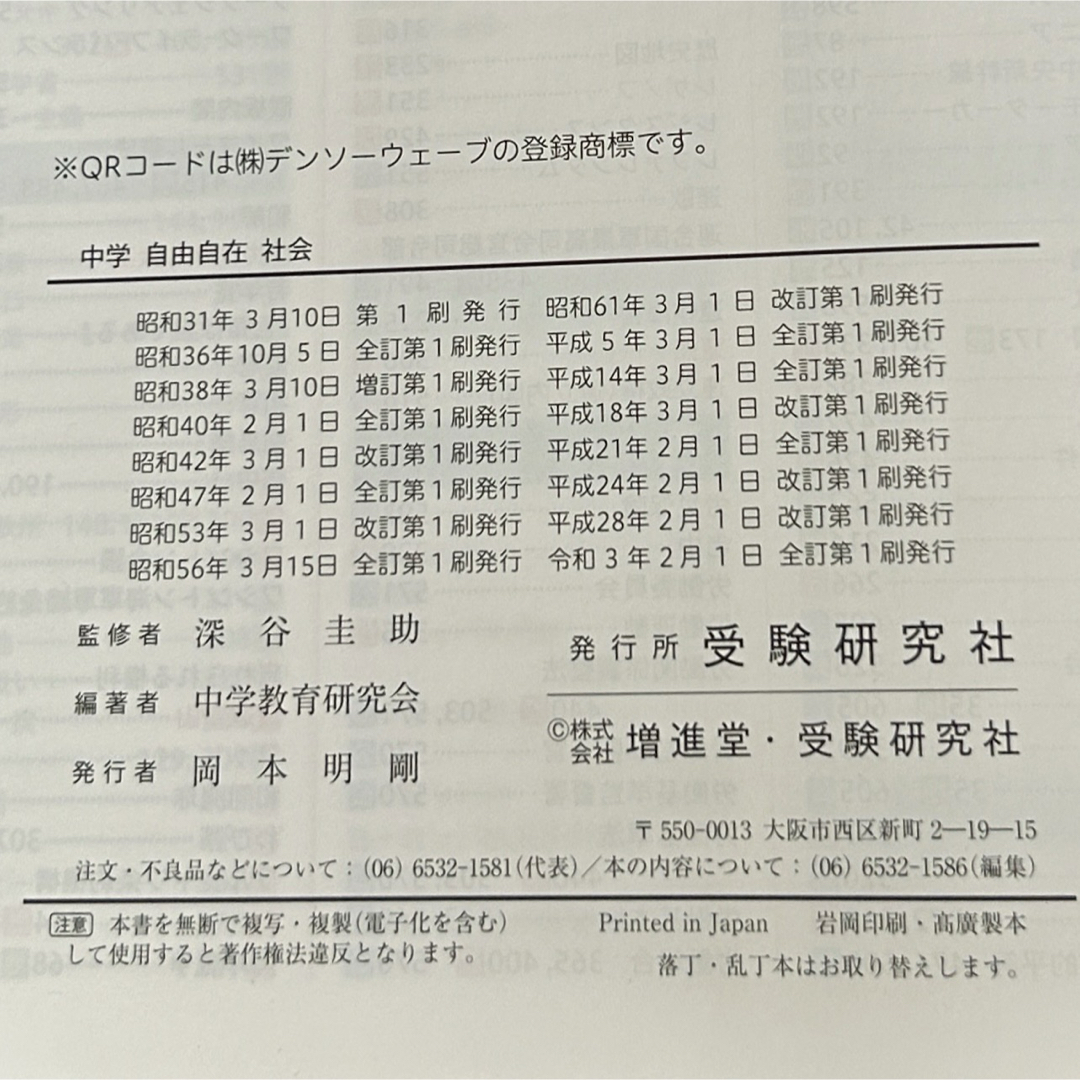 ※QRコードは㈱デンソーウェーブの登録商標です。
中学 自由自在 社会
昭和31年 3月10日 第1刷発行
昭和36年10月5日 全訂第1刷発行
昭和38年 3月10日 増訂第1刷発行
昭和40年 2月1日 全訂第1刷発行
昭和42年 3月1日 改訂第1刷発行
昭和47年 2月1日 全訂第1刷発行
昭和53年 3月1日 改訂第1刷発行
昭和56年 3月15日 全訂第1刷発行
昭和61年 3月1日 改訂第1刷発行
平成5年 3月1日 全訂第1刷発行
平成14年 3月1日 全訂第1刷発行
平成18年 3月1日 改訂第1刷発行
平成21年 2月1日 全訂第1刷発行
平成24年 2月1日 改訂第1刷発行
平成28年 2月1日 改訂第1刷発行
令和3年 2月1日 全訂第1刷発行
監修者 深谷圭助
編著者 中学教育研究会
発行者 岡本明剛
発行所 受験研究社
©株式会社 増進堂・受験研究社
〒550-0013 大阪市西区新町2―19―15
注文・不良品などについて：(06) 6532-1581(代表)／本の内容について：(06) 6532-1586(編集)
注意 本書を無断で複写・複製(電子化を含む)
して使用すると著作権法違反となります。
Printed in Japan 岩岡印刷・髙廣製本
落丁・乱丁本はお取り替えします。